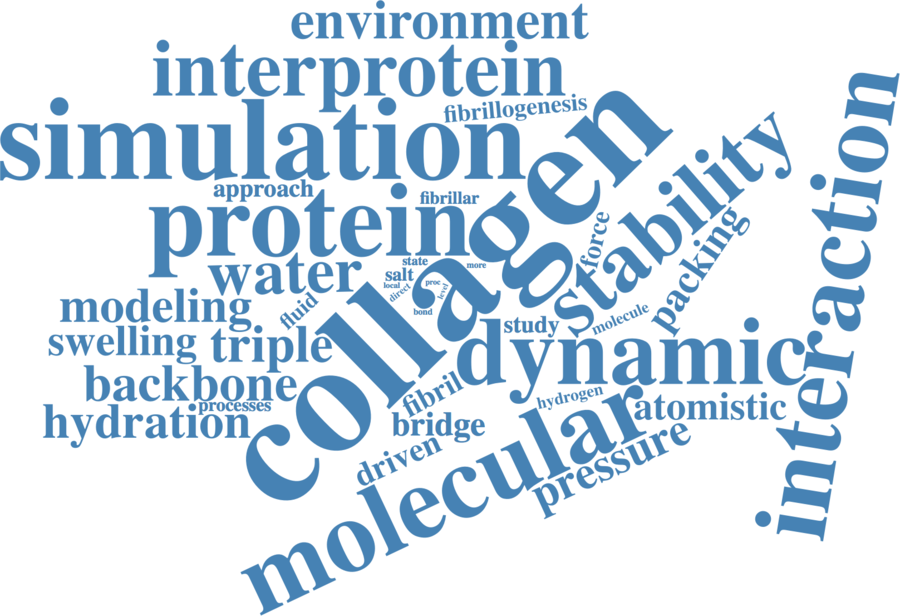 environment
interprotein
fibrillogenesis
simulation
collagen
stability
interaction
approach
fibrillar
protein
force
packing
state
more
water
salt
local
direct
proc
level
bond
modeling
fluid
molecule
study
swelling
triple
dynamic
backbone
fibril
hydrogen
processes
atomistic
hydration
bridge
molecular
pressure
driven